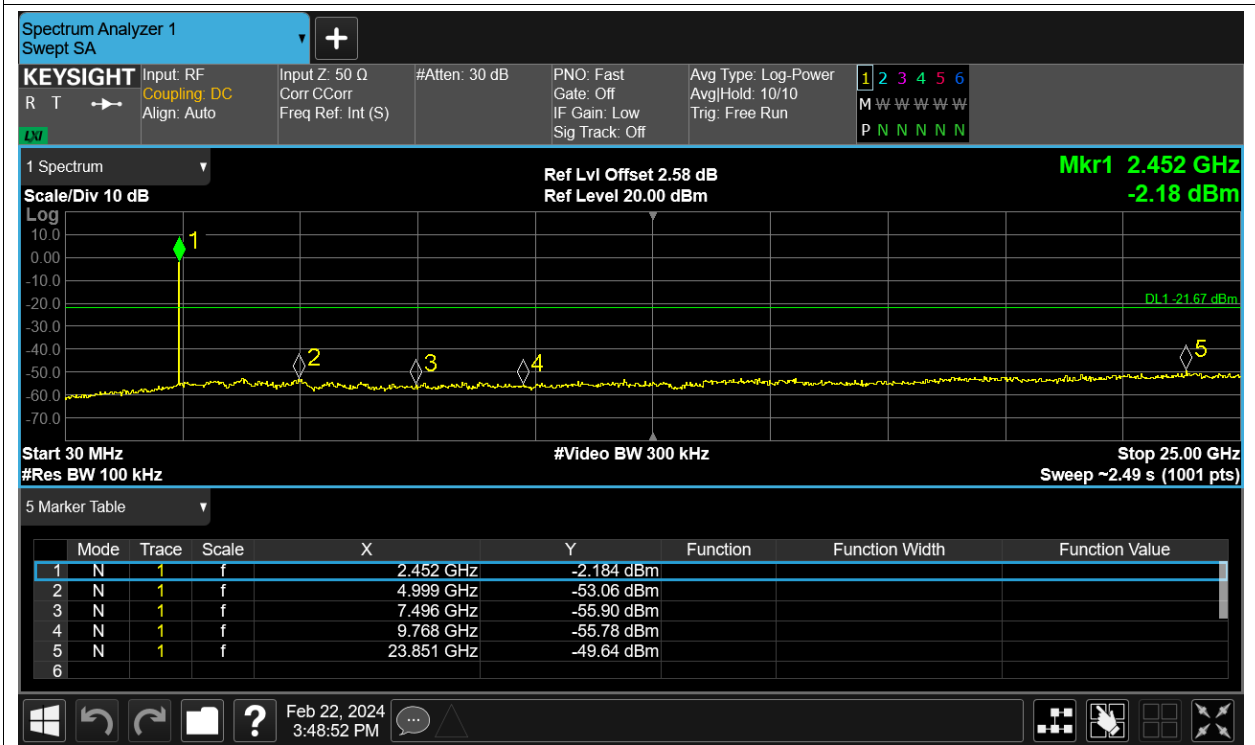 Spectrum Analyzer 1
Swept SA
KEYSIGHT
R T
LXI
Input: RF
Coupling: DC
Align: Auto
Input Z: 50 Ω
Corr CCorr
Freq Ref: Int (S)
#Atten: 30 dB
PNO: Fast
Gate: Off
IF Gain: Low
Sig Track: Off
Avg Type: Log-Power
Avg|Hold: 10/10
Trig: Free Run
1 2 3 4 5 6
M W W W W W
P N N N N N
1 Spectrum
Scale/Div 10 dB
Ref Lvl Offset 2.58 dB
Ref Level 20.00 dBm
Mkr1 2.452 GHz
-2.18 dBm
Log
10.0
0.00
-10.0
-20.0
-30.0
-40.0
-50.0
-60.0
-70.0
1
2
3
4
5
DL1 -21.67 dBm
Start 30 MHz
#Res BW 100 kHz
#Video BW 300 kHz
Stop 25.00 GHz
Sweep ~2.49 s (1001 pts)
5 Marker Table
Mode Trace Scale X Y Function Function Width Function Value
1 N 1 f 2.452 GHz -2.184 dBm
2 N 1 f 4.999 GHz -53.06 dBm
3 N 1 f 7.496 GHz -55.90 dBm
4 N 1 f 9.768 GHz -55.78 dBm
5 N 1 f 23.851 GHz -49.64 dBm
6
?
Feb 22, 2024
3:48:52 PM